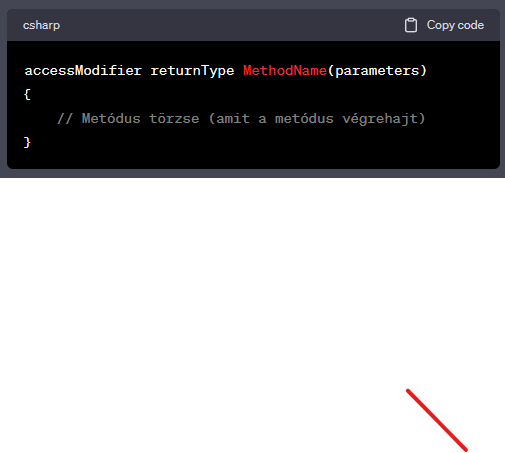 csharp Copy code
accessModifier returnType MethodName(parameters)
{
// Metódus törzse (amit a metódus végrehajt)
}